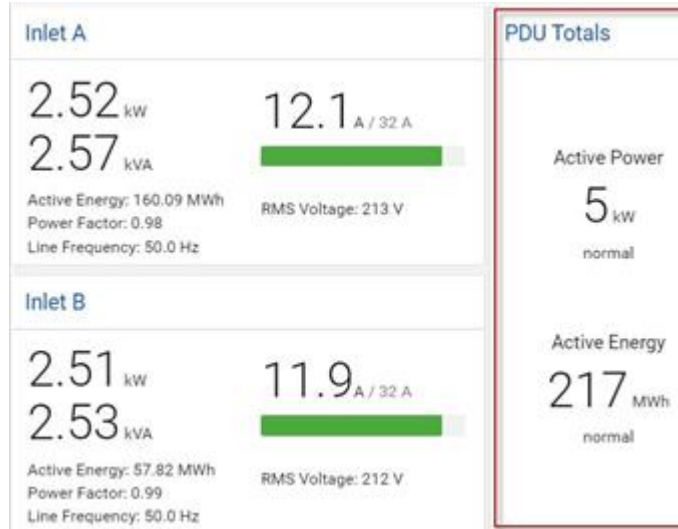 Inlet A
2.52 kW
2.57 kVA
12.1 A / 32 A
Active Energy: 160.09 MWh
Power Factor: 0.98
Line Frequency: 50.0 Hz
RMS Voltage: 213 V
Inlet B
2.51 kW
2.53 kVA
11.9 A / 32 A
Active Energy: 57.82 MWh
Power Factor: 0.99
Line Frequency: 50.0 Hz
RMS Voltage: 212 V
PDU Totals
Active Power
5 kW
normal
Active Energy
217 MWh
normal